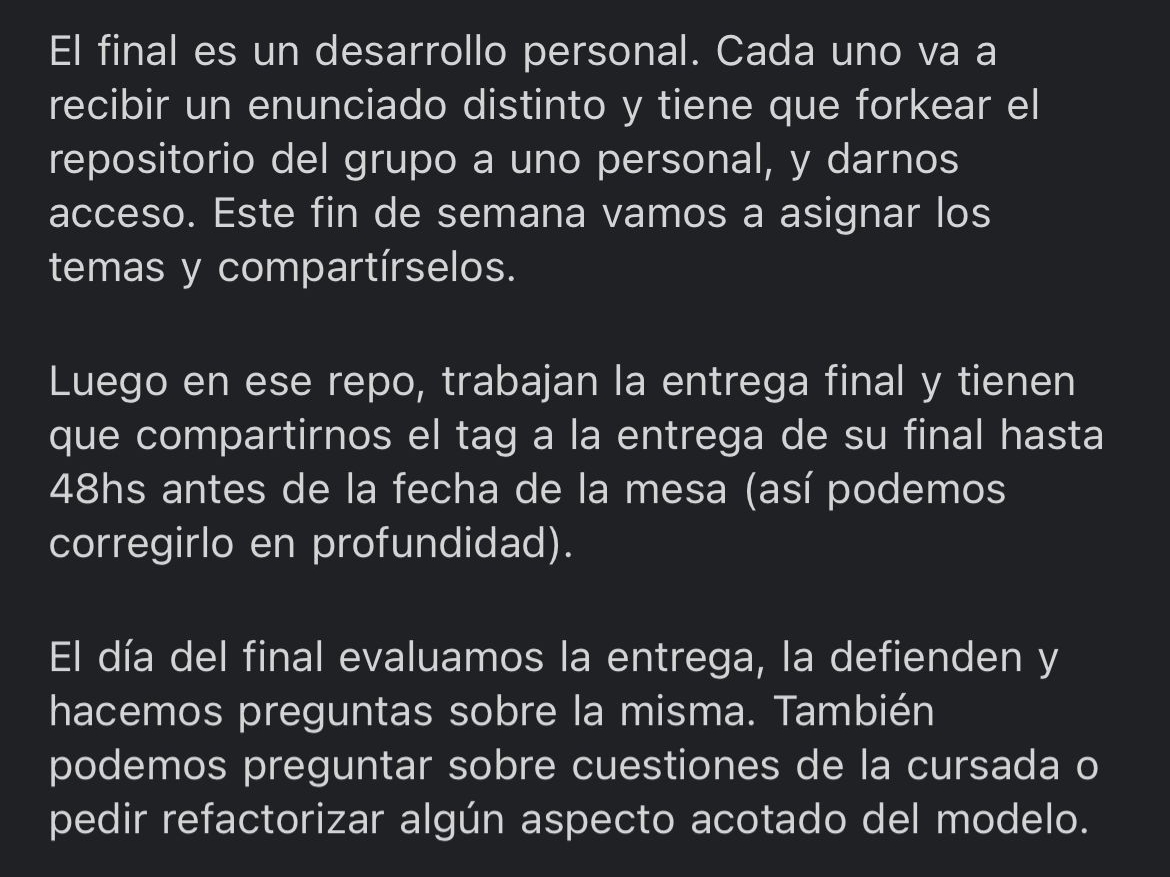 El final es un desarrollo personal. Cada uno va a
recibir un enunciado distinto y tiene que forkear el
repositorio del grupo a uno personal, y darnos
acceso. Este fin de semana vamos a asignar los
temas y compartírselos.
Luego en ese repo, trabajan la entrega final y tienen
que compartirnos el tag a la entrega de su final hasta
48hs antes de la fecha de la mesa (así podemos
corregirlo en profundidad).
El día del final evaluamos la entrega, la defienden y
hacemos preguntas sobre la misma. También
podemos preguntar sobre cuestiones de la cursada o
pedir refactorizar algún aspecto acotado del modelo.